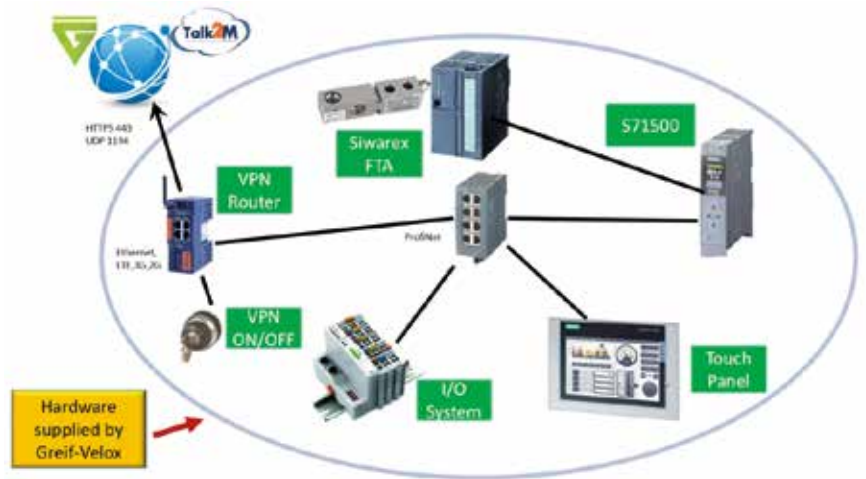 Talk2M
HTTPS 443
UDP 1194
VPN
Router
Ethernet,
LTE,3G,2G
VPN
ON/OFF
Siwarex
FTA
S71500
ProfiNet
I/O
System
Touch
Panel
Hardware
supplied by
Greif-Velox